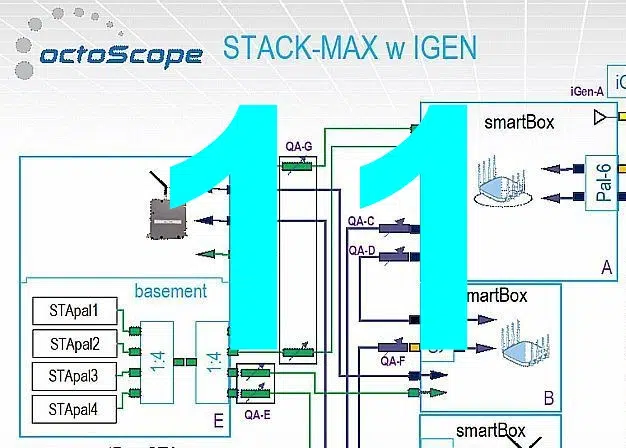 octoScope
STACK-MAX w IGEN
iGen-A
smartBox
QA-G
Pal-6
QA-C
QA-D
A
basement
martBox
STApal1
STApal2
STApal3
STApal4
1:4
1:4
QA-F
B
QA-E
E
smartBox
11